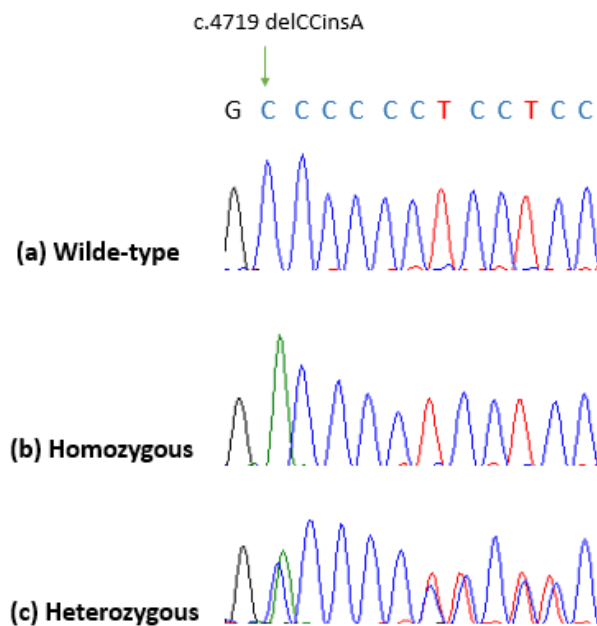 c.4719 delCCinsA
G C C C C C C T C C T C C
(a) Wilde-type
(b) Homozygous
(c) Heterozygous